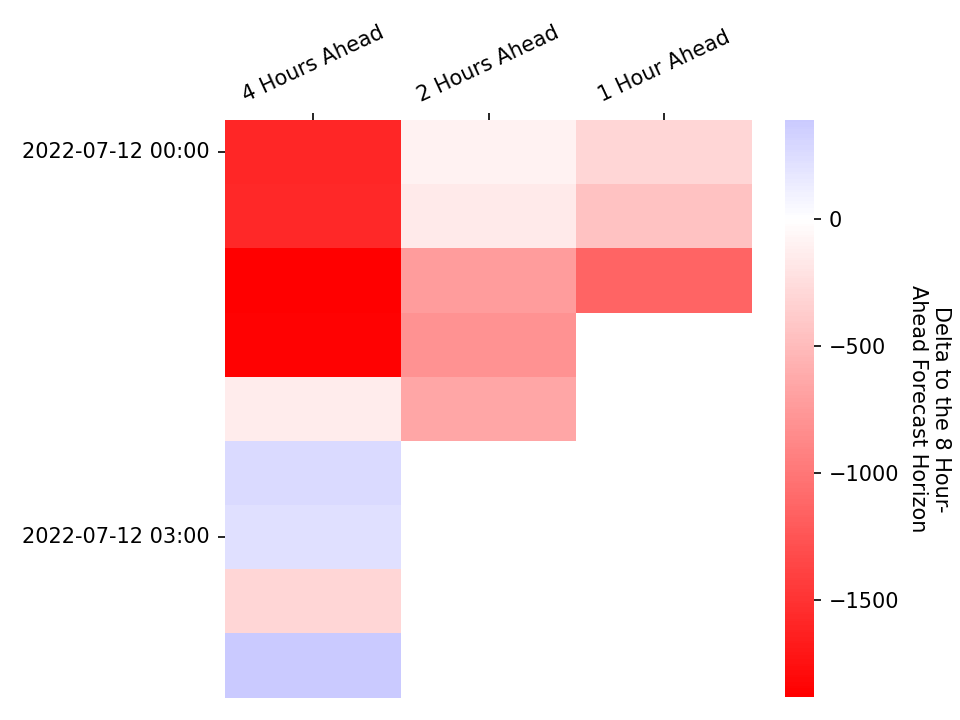 4 Hours Ahead
2 Hours Ahead
1 Hour Ahead
2022-07-12 00:00
2022-07-12 03:00
0
−500
−1000
−1500
Delta to the 8 Hour-
Ahead Forecast Horizon